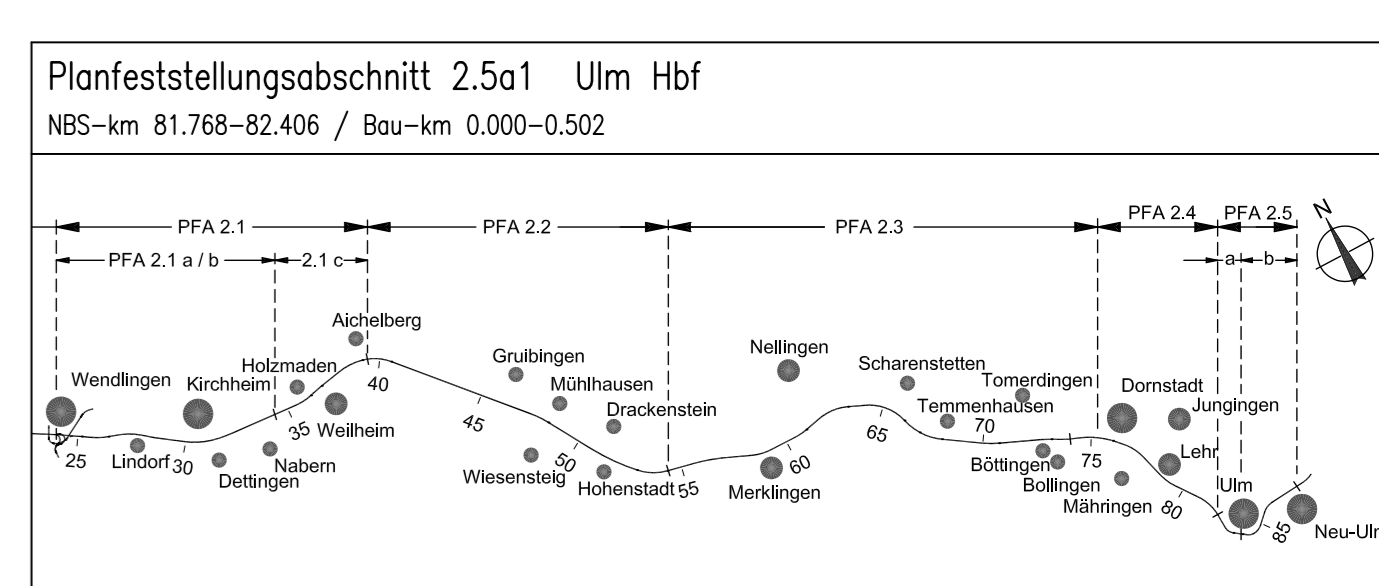 Planfeststellungsabschnitt 2.5a1 Ulm Hbf
NBS-km 81.768-82.406 / Bau-km 0.000-0.502
PFA 2.1
PFA 2.2
PFA 2.3
PFA 2.4
PFA 2.5
N
PFA 2.1 a / b
2.1 c
a
b
Aichelberg
Wendlingen
Kirchheim
Holzmaden
Gruibingen
Mühlhausen
Drackenstein
Nellingen
Scharenstetten
Temmenhausen
Tomerdingen
Dornstadt
Jungingen
25
Lindorf
30
Dettingen
Nabern
35
Weilheim
40
45
Wiesensteig
50
Hohenstadt
55
Merklingen
60
65
70
Böttingen
Bollingen
75
Mähringen
Lehr
80
Ulm
85
Neu-Ulm